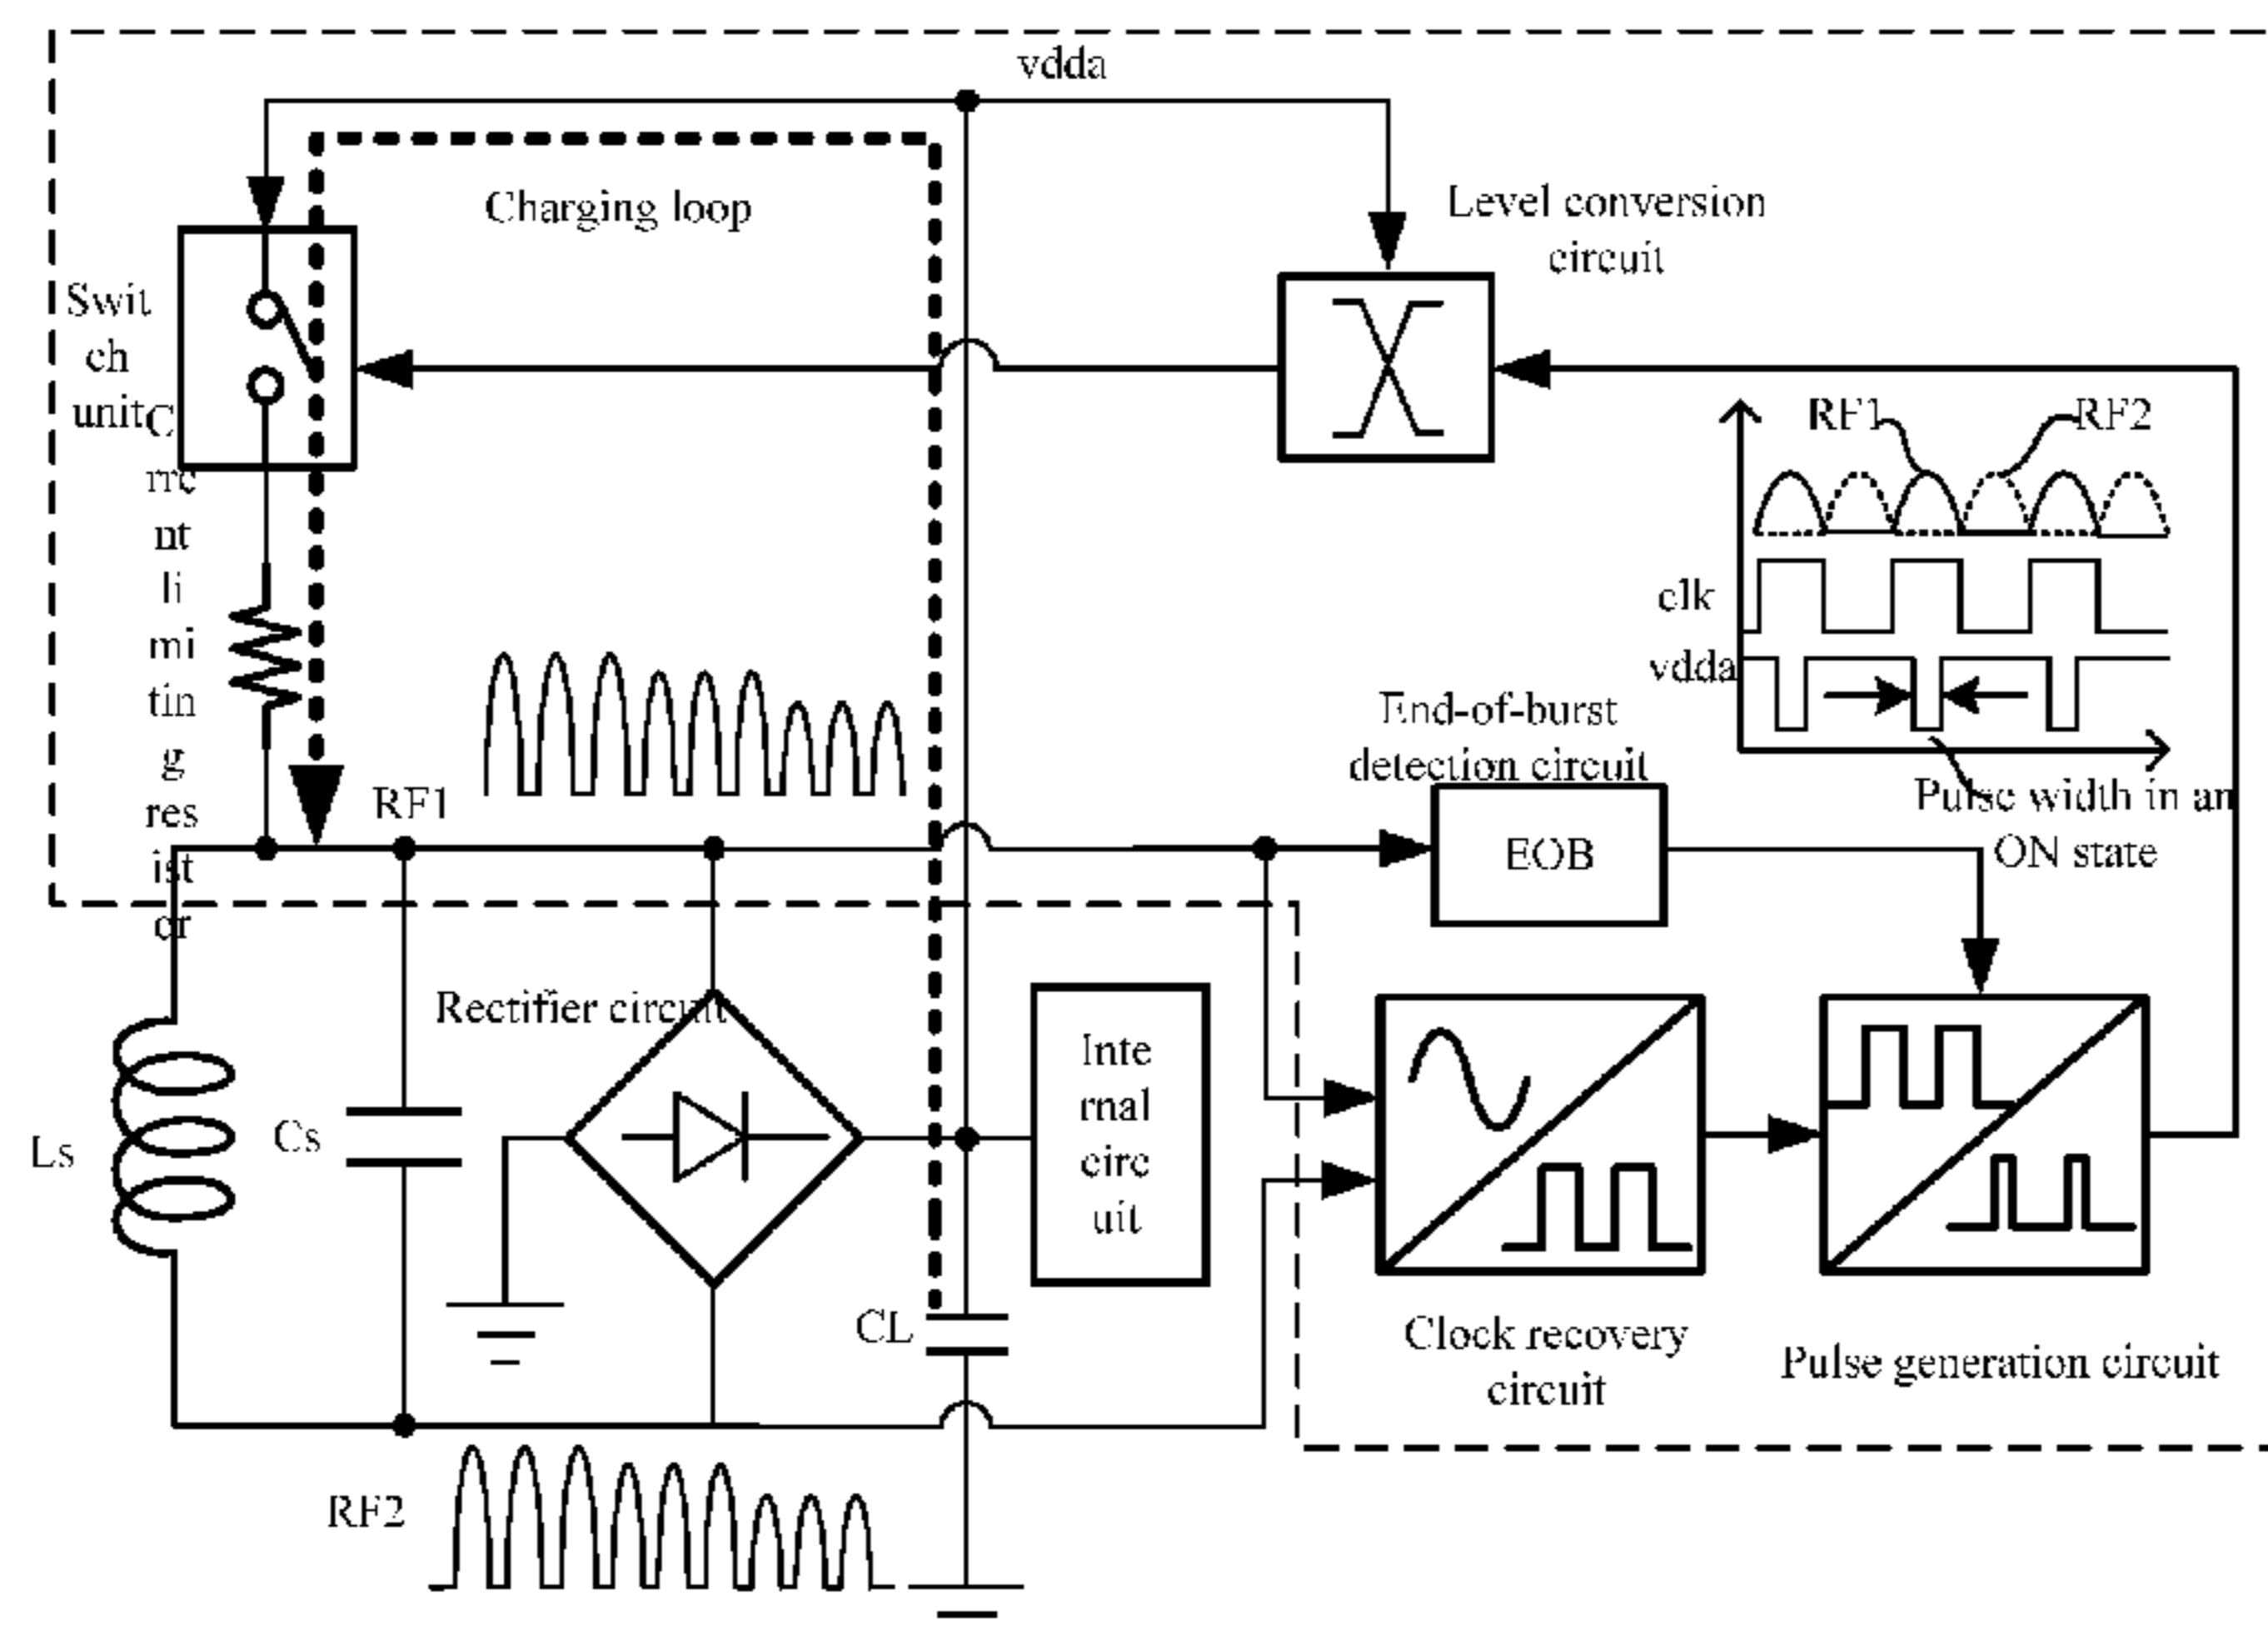 vdda
Charging loop
Level conversion
circuit
Swit
ch
unit
C
rre
nt
li
mi
tin
g
res
ist
or
RF1
RF2
clk
vdda
Pulse width in an
ON state
End-of-burst
detection circuit
EOB
RF1
Rectifier circuit
Inte
rnal
circ
uit
Ls
Cs
CL
Clock recovery
circuit
Pulse generation circuit
RF2